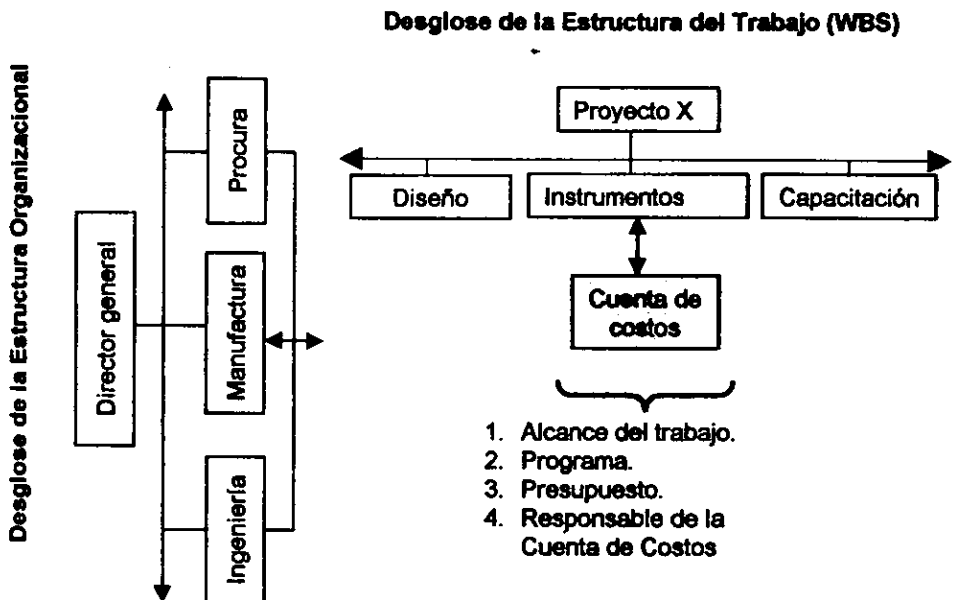 Desglose de la Estructura del Trabajo (WBS)
Desglose de la Estructura Organizacional
Director general
Procura
Manufactura
Ingeniería
Proyecto X
Diseño
Instrumentos
Capacitación
Cuenta de
costos
1. Alcance del trabajo.
2. Programa.
3. Presupuesto.
4. Responsable de la
Cuenta de Costos